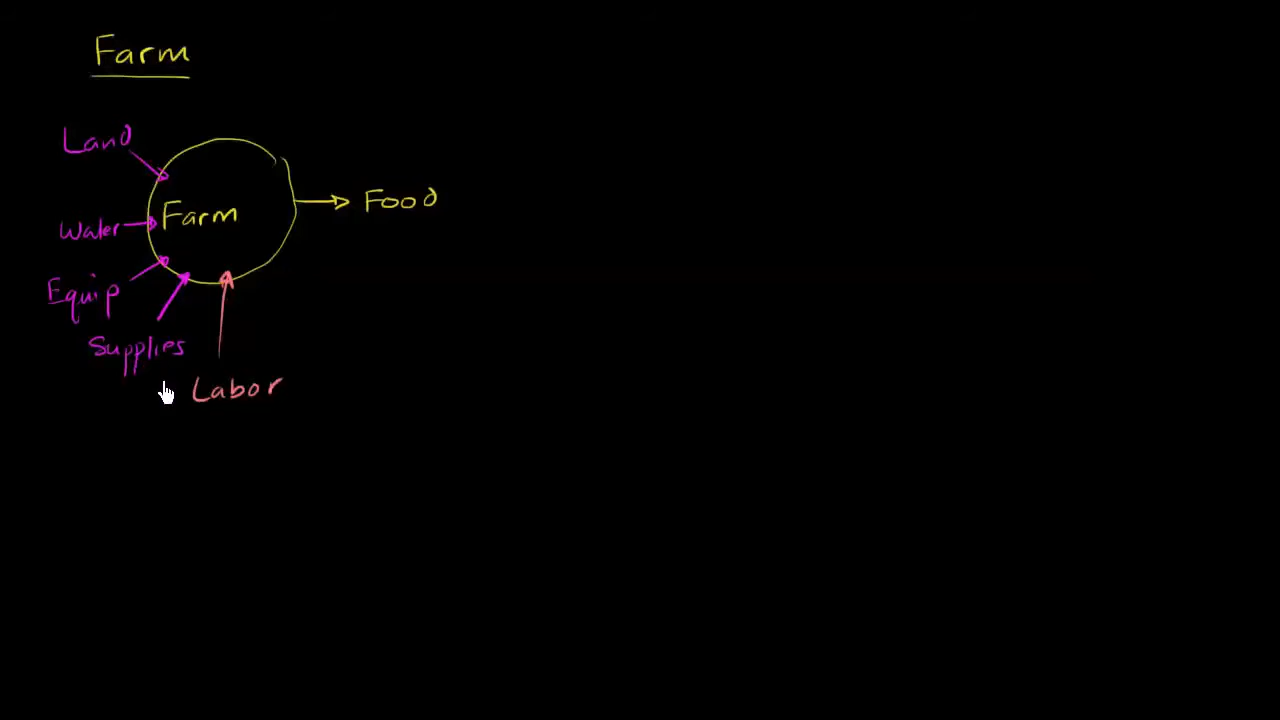 Farm
Land
Farm
Food
Water
Equip
Supplies
Labor